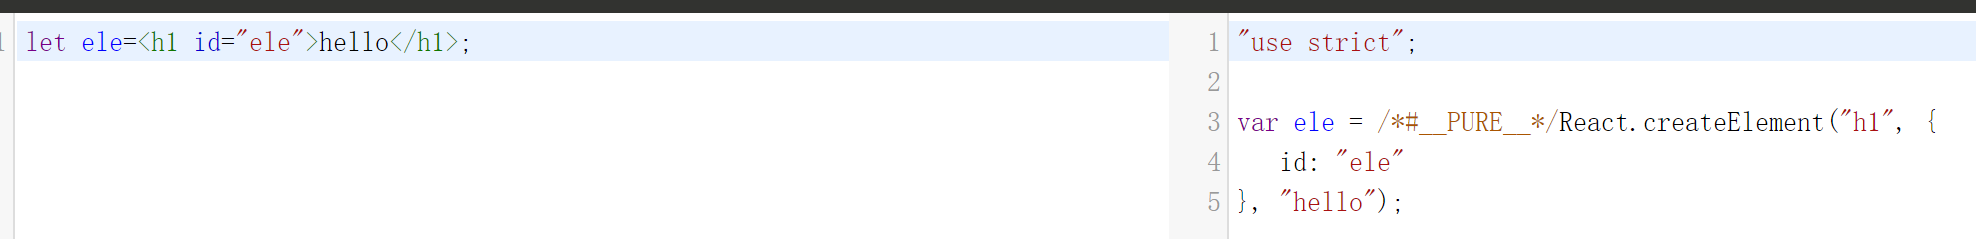 1 let ele=<h1 id="ele">hello</h1>;
1 "use strict";
2
3 var ele = /*#__PURE__*/React.createElement("h1", {
4 id: "ele"
5 }, "hello");